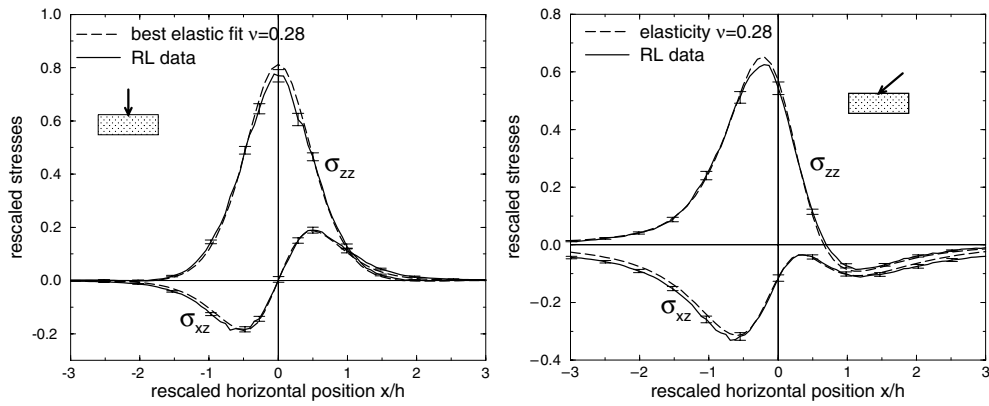 best elastic fit ν=0.28
RL data
1.0
0.8
0.6
0.4
0.2
0.0
-0.2
rescaled stresses
σzz
σxz
-3 -2 -1 0 1 2 3
rescaled horizontal position x/h
elasticity ν=0.28
RL data
0.8
0.6
0.4
0.2
0.0
-0.2
-0.4
rescaled stresses
σzz
σxz
-3 -2 -1 0 1 2 3
rescaled horizontal position x/h